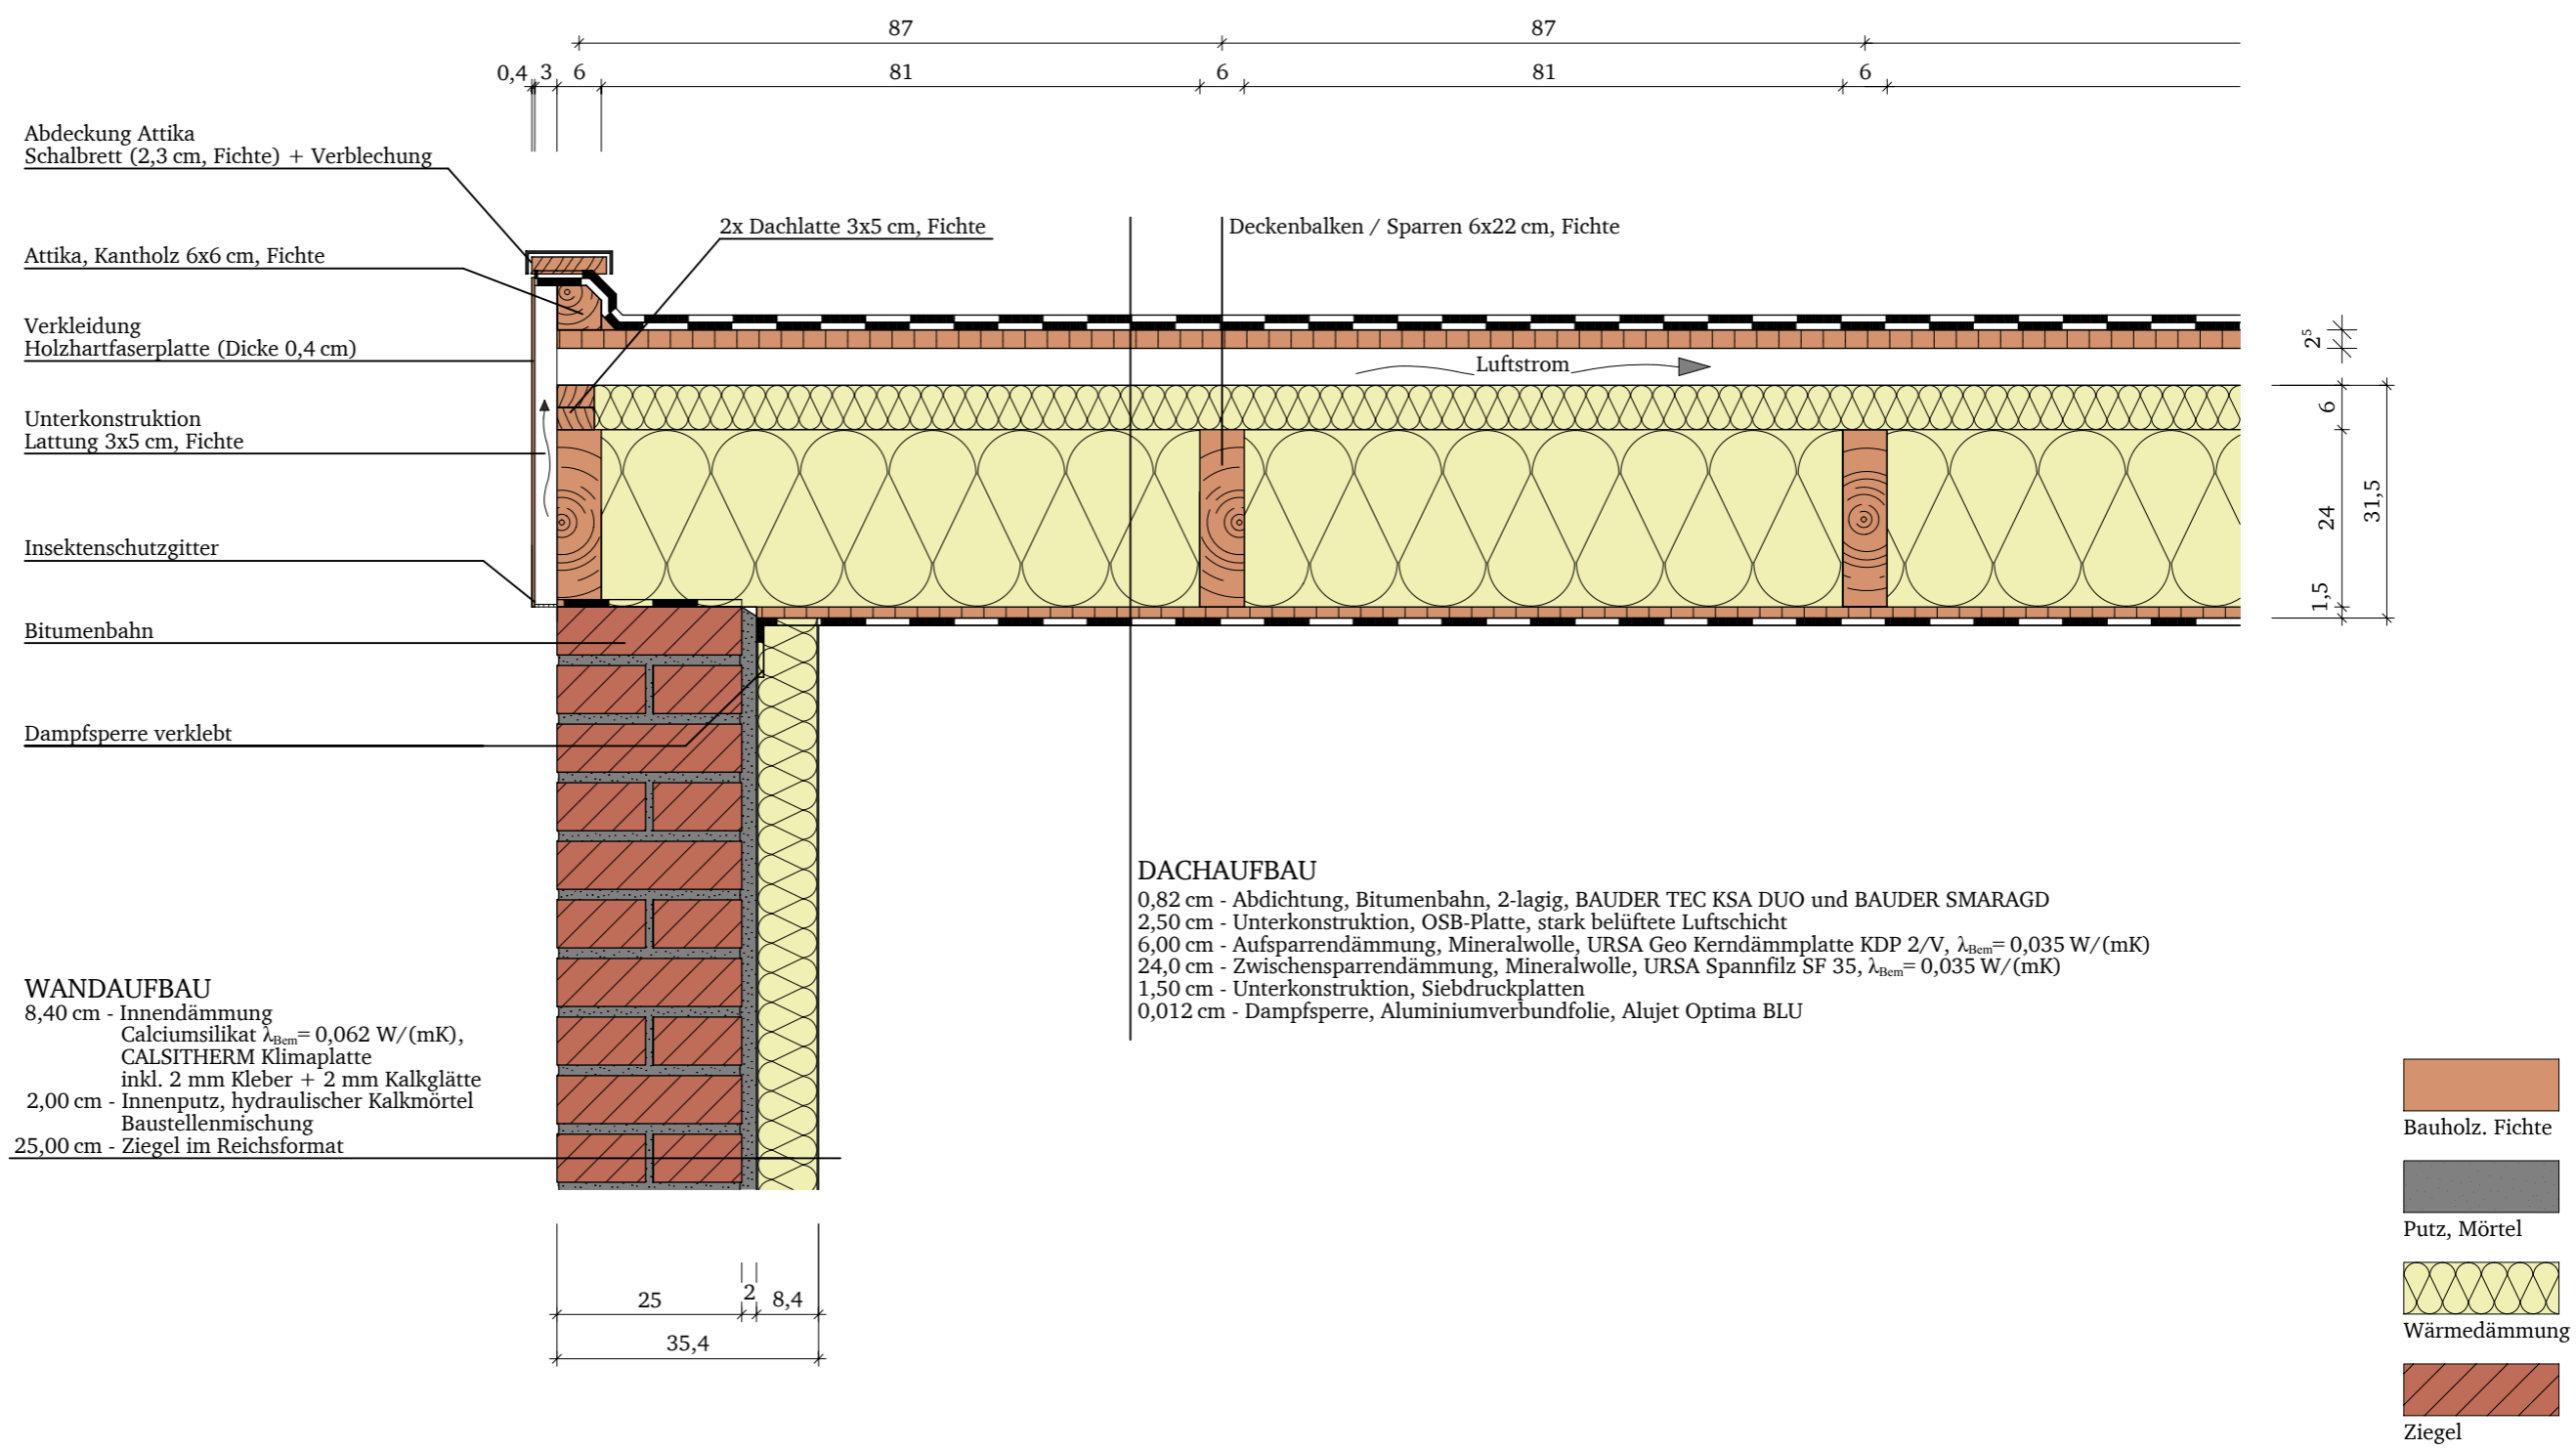 87
87
0,4
3
6
81
6
81
6
Abdeckung Attika
Schalbrett (2,3 cm, Fichte) + Verblechung
2x Dachlatte 3x5 cm, Fichte
Deckenbalken / Sparren 6x22 cm, Fichte
Attika, Kantholz 6x6 cm, Fichte
Verkleidung
Holzhartfaserplatte (Dicke 0,4 cm)
Luftstrom
2⁵
Unterkonstruktion
Lattung 3x5 cm, Fichte
6
24
31,5
1,5
Insektenschutzgitter
Bitumenbahn
Dampfsperre verklebt
DACHAUFBAU
0,82 cm - Abdichtung, Bitumenbahn, 2-lagig, BAUDER TEC KSA DUO und BAUDER SMARAGD
2,50 cm - Unterkonstruktion, OSB-Platte, stark belüftete Luftschicht
6,00 cm - Aufsparrendämmung, Mineralwolle, URSA Geo Kerndämmplatte KDP 2/V, λBem= 0,035 W/(mK)
24,0 cm - Zwischensparrendämmung, Mineralwolle, URSA Spannfilz SF 35, λBem= 0,035 W/(mK)
1,50 cm - Unterkonstruktion, Siebdruckplatten
0,012 cm - Dampfsperre, Aluminiumverbundfolie, Alujet Optima BLU
WANDAUFBAU
8,40 cm - Innendämmung
Calciumsilikat λBem= 0,062 W/(mK),
CALSITHERM Klimaplatte
inkl. 2 mm Kleber + 2 mm Kalkglätte
2,00 cm - Innenputz, hydraulischer Kalkmörtel
Baustellenmischung
25,00 cm - Ziegel im Reichsformat
25
2
8,4
35,4
Bauholz. Fichte
Putz, Mörtel
Wärmedämmung
Ziegel